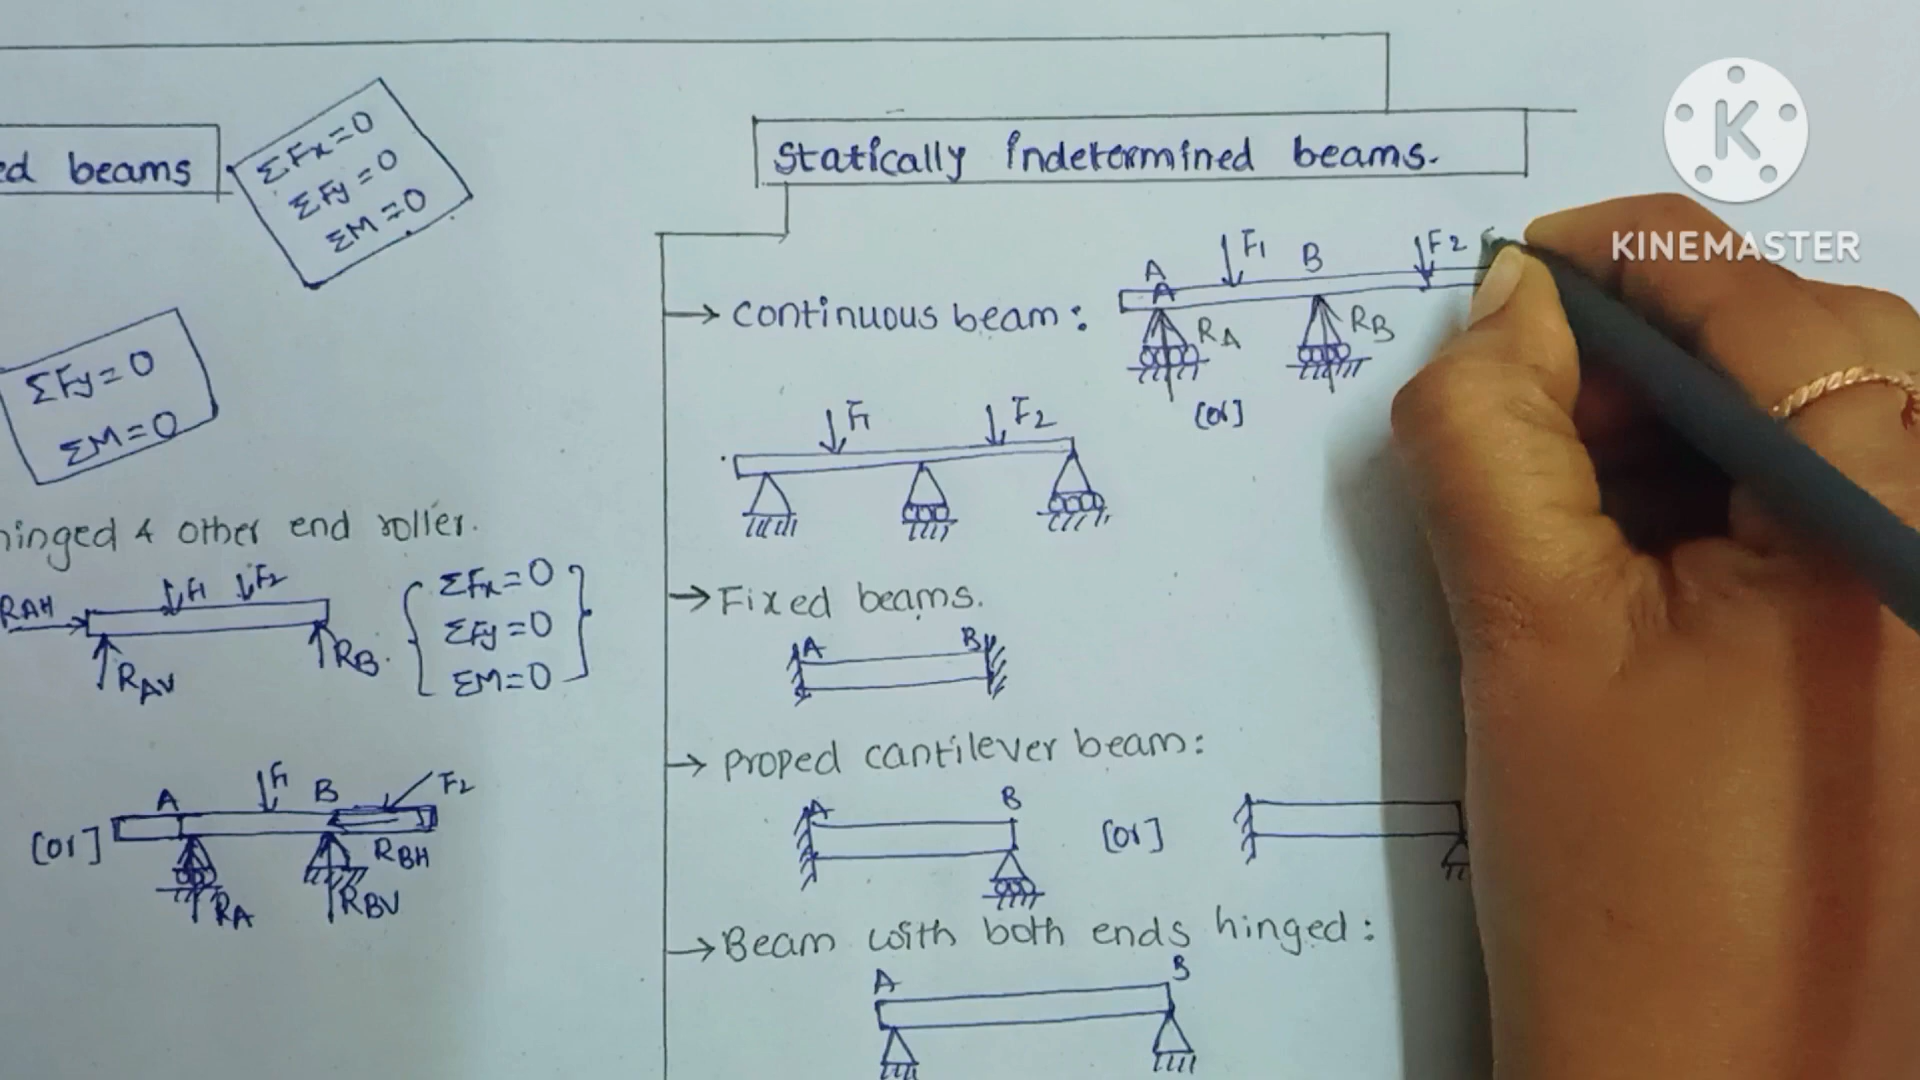 ed beams
ΣFx=0
ΣFy=0
ΣM=0
ΣFy=0
ΣM=0
hinged & other end roller.
RAH
F1
F2
RAV
RB.
ΣFx=0
ΣFy=0
ΣM=0
[or]
A
F1
B
F2
RA
RBV
RBH
Statically indetermined beams.
→ continuous beam:
A
A
F1
B
F2
RA
RB
[or]
F1
F2
→ Fixed beams.
A
B
→ Proped cantilever beam:
A
B
[or]
→ Beam with both ends hinged:
A
B
K
KINEMASTER